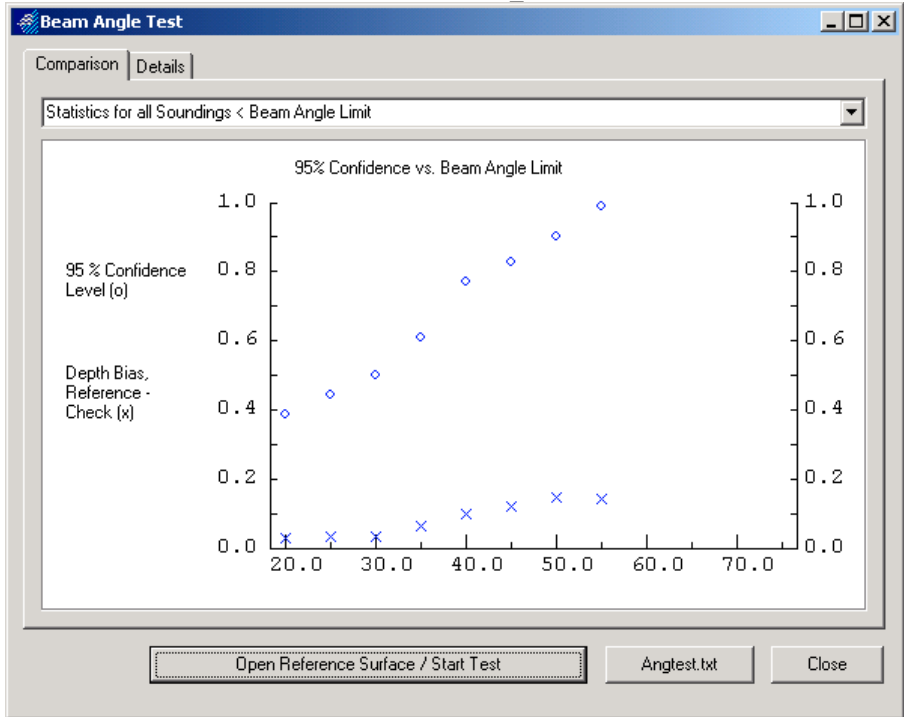 Beam Angle Test
Comparison
Details
Statistics for all Soundings < Beam Angle Limit
95% Confidence vs. Beam Angle Limit
1.0
1.0
95 % Confidence
Level (o)
0.8
0.8
0.6
0.6
Depth Bias,
Reference -
Check (x)
0.4
0.4
0.2
0.2
0.0
0.0
20.0 30.0 40.0 50.0 60.0 70.0
Open Reference Surface / Start Test
Angtest.txt
Close